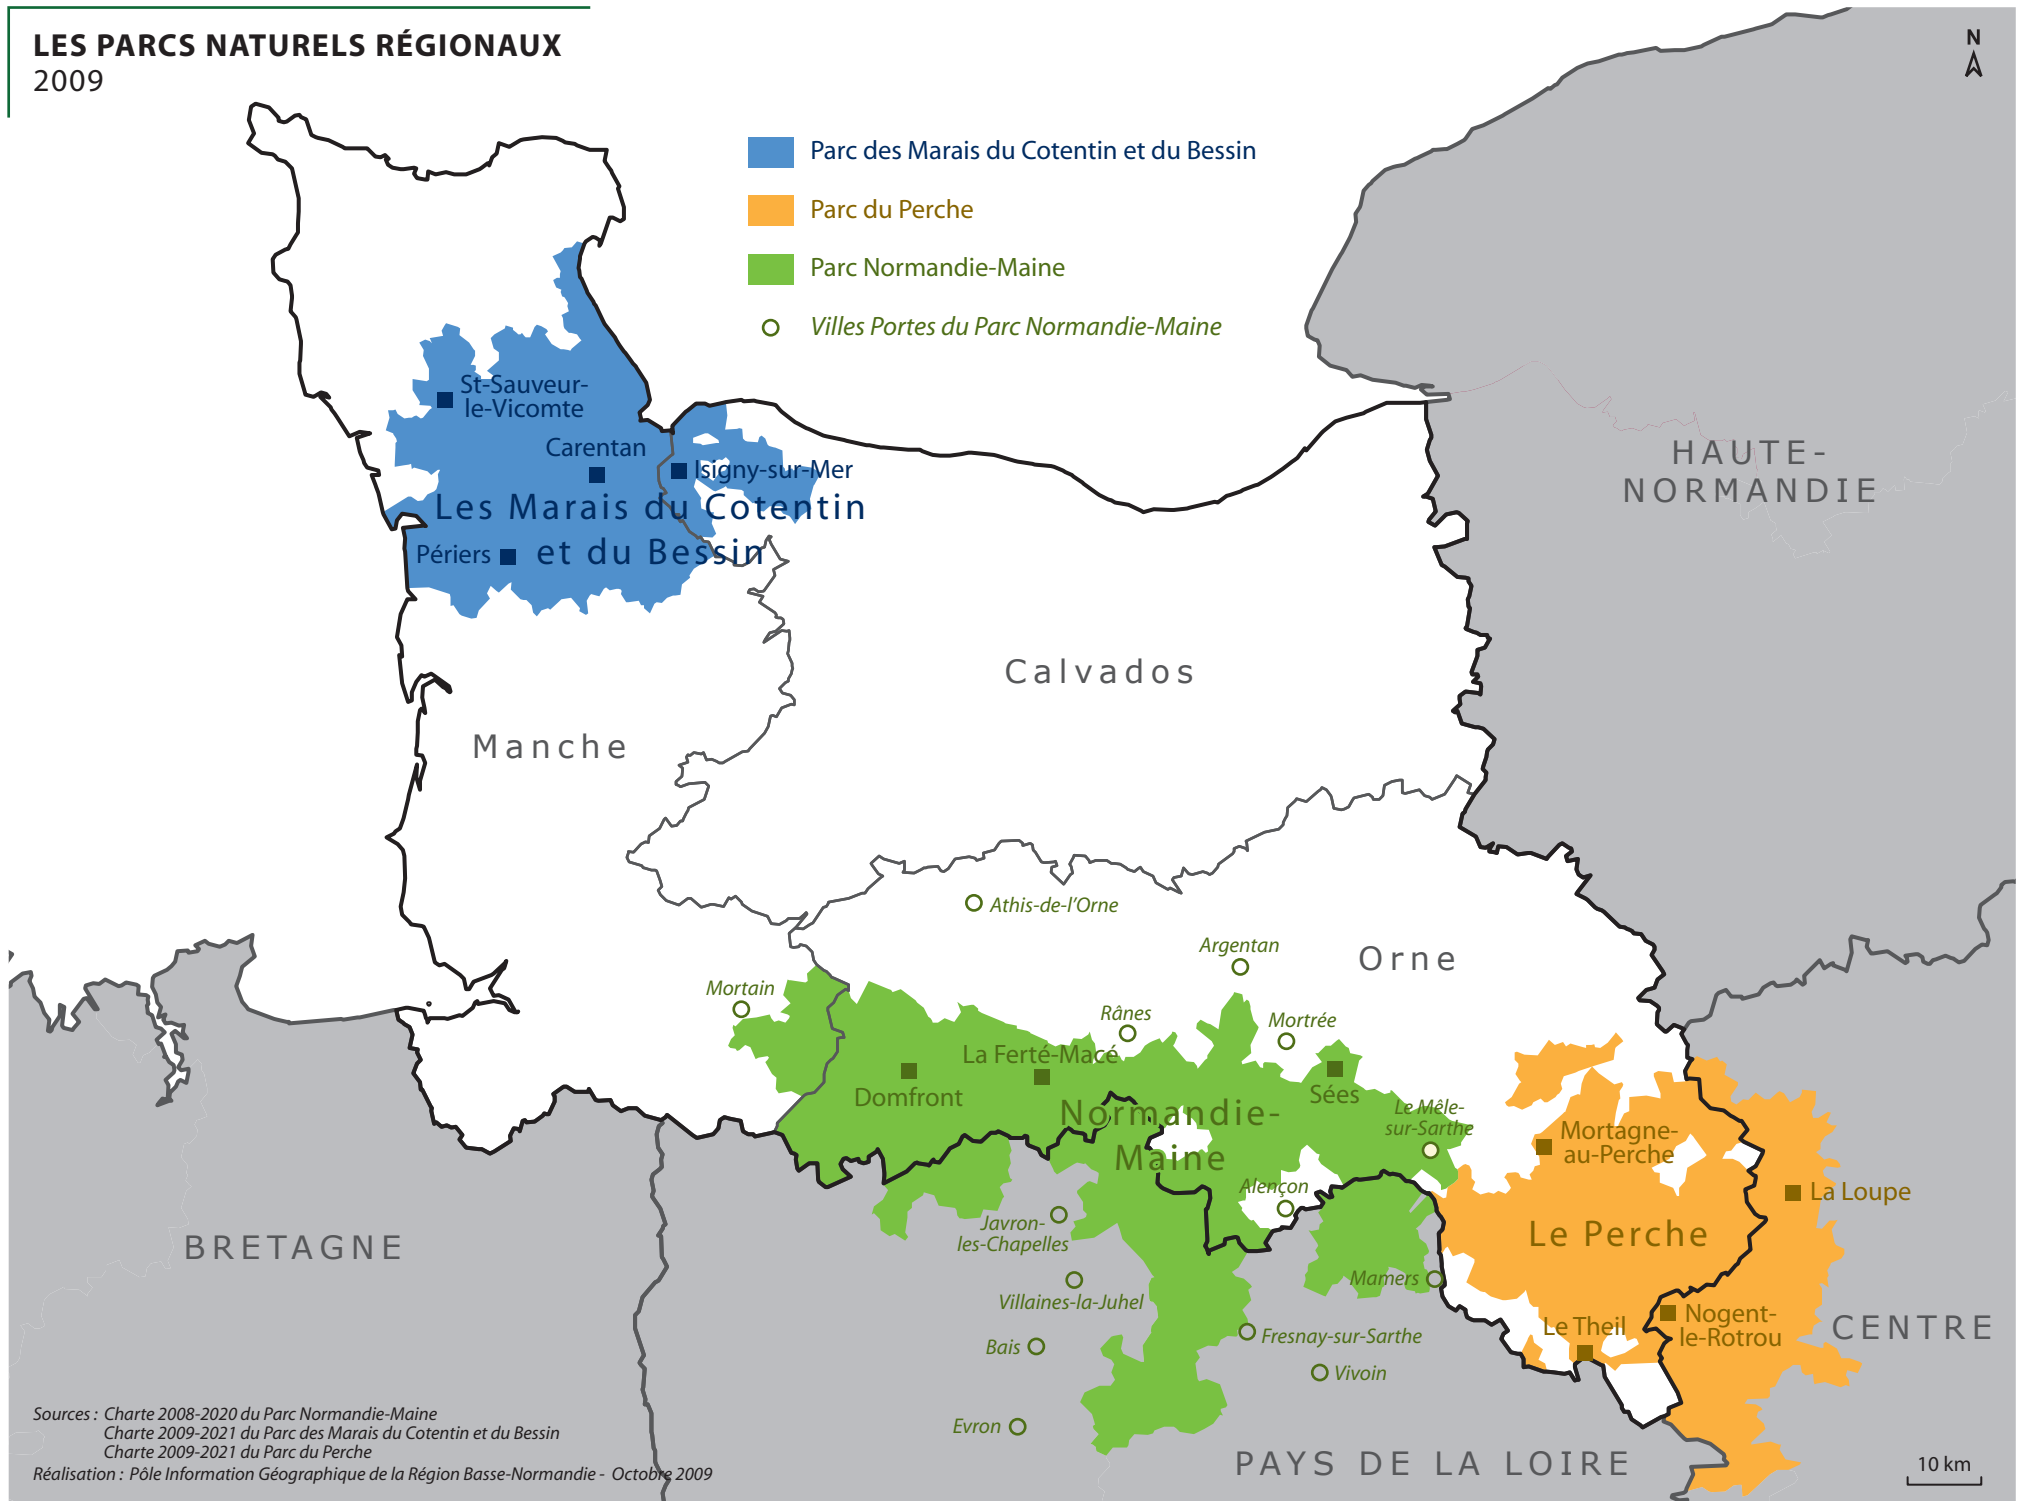 LES PARCS NATURELS RÉGIONAUX
2009
N
Parc des Marais du Cotentin et du Bessin
Parc du Perche
Parc Normandie-Maine
Villes Portes du Parc Normandie-Maine
St-Sauveur-
le-Vicomte
Carentan
Isigny-sur-Mer
Les Marais du Cotentin
et du Bessin
Périers
HAUTE-
NORMANDIE
Calvados
Manche
Athis-de-l'Orne
Argentan
Orne
Mortain
Rânes
Mortrée
La Ferté-Macé
Domfront
Sées
Normandie-
Maine
Le Mêle-
sur-Sarthe
Mortagne-
au-Perche
Alençon
La Loupe
Javron-
les-Chapelles
Le Perche
BRETAGNE
Villaines-la-Juhel
Mamers
Bais
Fresnay-sur-Sarthe
Le Theil
Nogent-
le-Rotrou
CENTRE
Vivoin
Evron
PAYS DE LA LOIRE
10 km
Sources : Charte 2008-2020 du Parc Normandie-Maine
Charte 2009-2021 du Parc des Marais du Cotentin et du Bessin
Charte 2009-2021 du Parc du Perche
Réalisation : Pôle Information Géographique de la Région Basse-Normandie - Octobre 2009